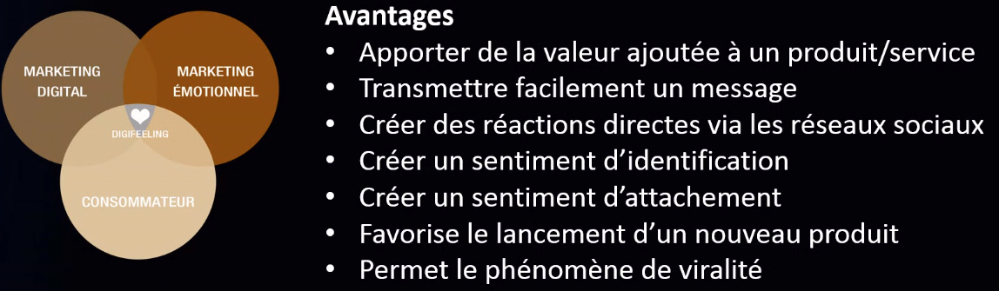 MARKETING
DIGITAL
MARKETING
ÉMOTIONNEL
DIGIFEELING
CONSOMMATEUR
Avantages
• Apporter de la valeur ajoutée à un produit/service
• Transmettre facilement un message
• Créer des réactions directes via les réseaux sociaux
• Créer un sentiment d’identification
• Créer un sentiment d’attachement
• Favorise le lancement d’un nouveau produit
• Permet le phénomène de viralité